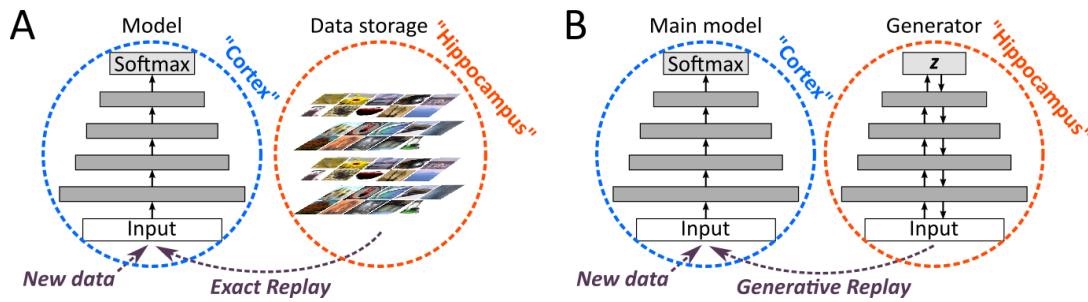 A
Model
Data storage
"Cortex"
"Hippocampus"
Softmax
Input
New data
Exact Replay
B
Main model
Generator
"Cortex"
"Hippocampus"
Softmax
z
Input
Input
New data
Generative Replay